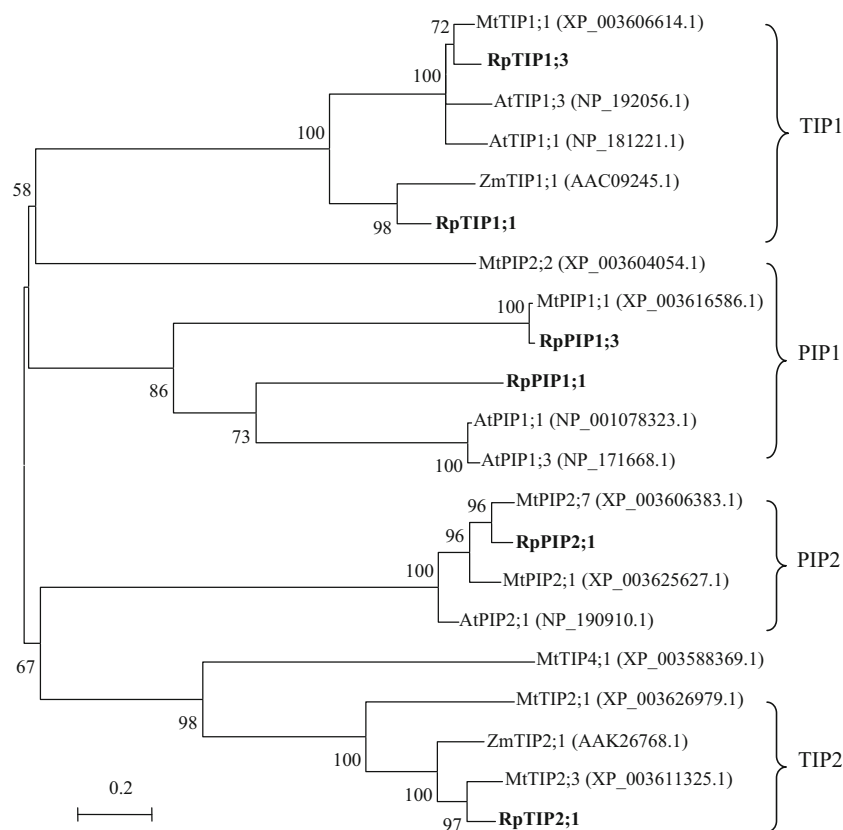 72
MtTIP1;1 (XP_003606614.1)
RpTIP1;3
100
AtTIP1;3 (NP_192056.1)
TIP1
100
AtTIP1;1 (NP_181221.1)
58
ZmTIP1;1 (AAC09245.1)
98
RpTIP1;1
MtPIP2;2 (XP_003604054.1)
100
MtPIP1;1 (XP_003616586.1)
RpPIP1;3
PIP1
86
RpPIP1;1
73
AtPIP1;1 (NP_001078323.1)
100
AtPIP1;3 (NP_171668.1)
96
MtPIP2;7 (XP_003606383.1)
96
RpPIP2;1
PIP2
100
MtPIP2;1 (XP_003625627.1)
AtPIP2;1 (NP_190910.1)
67
MtTIP4;1 (XP_003588369.1)
98
MtTIP2;1 (XP_003626979.1)
100
ZmTIP2;1 (AAK26768.1)
TIP2
100
MtTIP2;3 (XP_003611325.1)
97
RpTIP2;1
0.2